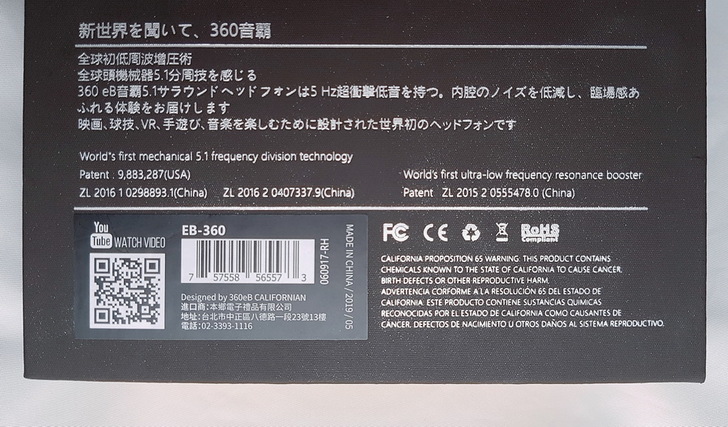 新世界を聞いて、360音霸
全球初低周波増圧術
全球頭機械器5.1分周技を感じる
360 eB音霸5.1サラウンドヘッドフォンは5 Hz超衝擊低音を持つ。内腔のノイズを低減し、臨場感あ
ふれる体験をお届けします
映画、球技、VR、手遊び、音楽を楽しむために設計された世界初のヘッドフォンです
World's first mechanical 5.1 frequency division technology
Patent . 9,883,287(USA)
ZL 2016 1 0298893.1(China) ZL 2016 2 0407337.9(China)
World's first ultra-low frequency resonance booster
Patent ZL 2015 2 0555478.0 (China)
You
Tube WATCH VIDEO
EB-360
7 57558 56557 3
060917-RH
MADE IN CHINA / 2019 / 05
Designed by 360eB CALIFORNIAN
進口商：本鄉電子禮品有限公司
地址：台北市中正區八德路一段23號13樓
電話：02-3393-1116
FC CE RoHS
Compliant
CALIFORNIA PROPOSITION 65 WARNING: THIS PRODUCT CONTAINS
CHEMICALS KNOWN TO THE STATE OF CALIFORNIA TO CAUSE CANCER,
BIRTH DEFECTS OR OTHER REPRODUCTIVE HARM.
ADVERTENCIA CONFORME A LA RESOLUCIÓN 65 DEL ESTADO DE
CALIFORNIA: ESTE PRODUCTO CONTIENE SUSTANCIAS QUÍMICAS
RECONOCIDAS POR EL ESTADO DE CALIFORNIA COMO CAUSANTES DE
CÁNCER, DEFECTOS DE NACIMIENTO U OTROS DAÑOS AL SISTEMA REPRODUCTIVO.